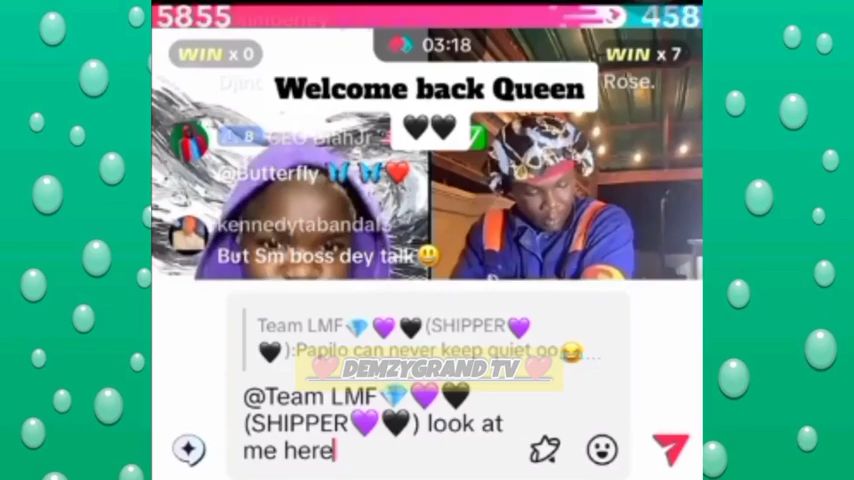 5855
458
WIN x 0
03:18
WIN x 7
Rose.
Welcome back Queen
🖤🖤
8 CEO BlahJr
@Butterfly 🦋 🦋 ❤️
kennedytabandal
But Sm boss dey talk😃
Team LMF💎💜🖤(SHIPPER💜
🖤):Papilo can never keep quiet oo😂...
❤️ DEMZYGRAND TV ❤️
@Team LMF💎💜🖤
(SHIPPER💜🖤) look at
me here